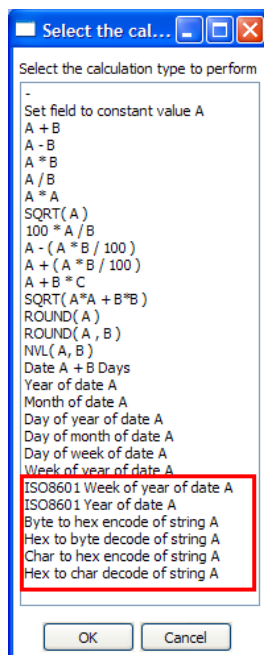 Select the cal...
Select the calculation type to perform
-
Set field to constant value A
A + B
A - B
A * B
A / B
A * A
SQRT( A )
100 * A / B
A - ( A * B / 100 )
A + ( A * B / 100 )
A + B * C
SQRT( A*A + B*B )
ROUND( A )
ROUND( A , B )
NVL( A, B )
Date A + B Days
Year of date A
Month of date A
Day of year of date A
Day of month of date A
Day of week of date A
Week of year of date A
ISO8601 Week of year of date A
ISO8601 Year of date A
Byte to hex encode of string A
Hex to byte decode of string A
Char to hex encode of string A
Hex to char decode of string A
OK Cancel